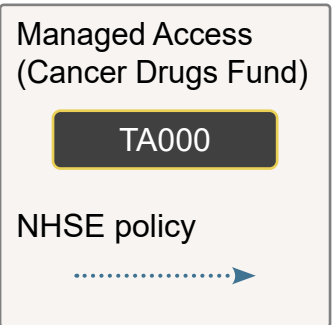 Managed Access
(Cancer Drugs Fund)
TA000
NHSE policy